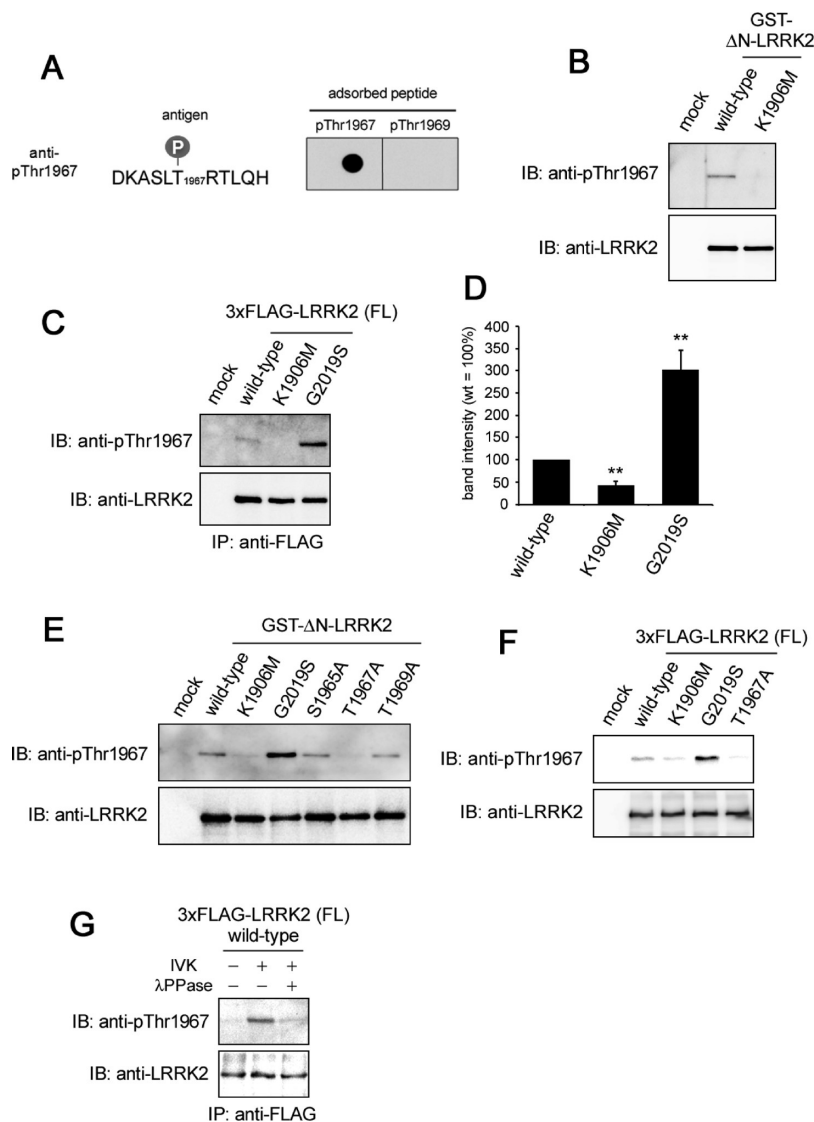 A
antigen
adsorbed peptide
pThr1967 pThr1969
anti-
pThr1967
P
DKASLT1967RTLQH
B
GST-
ΔN-LRRK2
mock
wild-type
K1906M
IB: anti-pThr1967
IB: anti-LRRK2
C
3xFLAG-LRRK2 (FL)
mock
wild-type
K1906M
G2019S
IB: anti-pThr1967
IB: anti-LRRK2
IP: anti-FLAG
D
band intensity (wt = 100%)
400
350
300
250
200
150
100
50
0
**
**
wild-type
K1906M
G2019S
E
GST-ΔN-LRRK2
mock
wild-type
K1906M
G2019S
S1965A
T1967A
T1969A
IB: anti-pThr1967
IB: anti-LRRK2
F
3xFLAG-LRRK2 (FL)
mock
wild-type
K1906M
G2019S
T1967A
IB: anti-pThr1967
IB: anti-LRRK2
G
3xFLAG-LRRK2 (FL)
wild-type
IVK − + +
λPPase − − +
IB: anti-pThr1967
IB: anti-LRRK2
IP: anti-FLAG